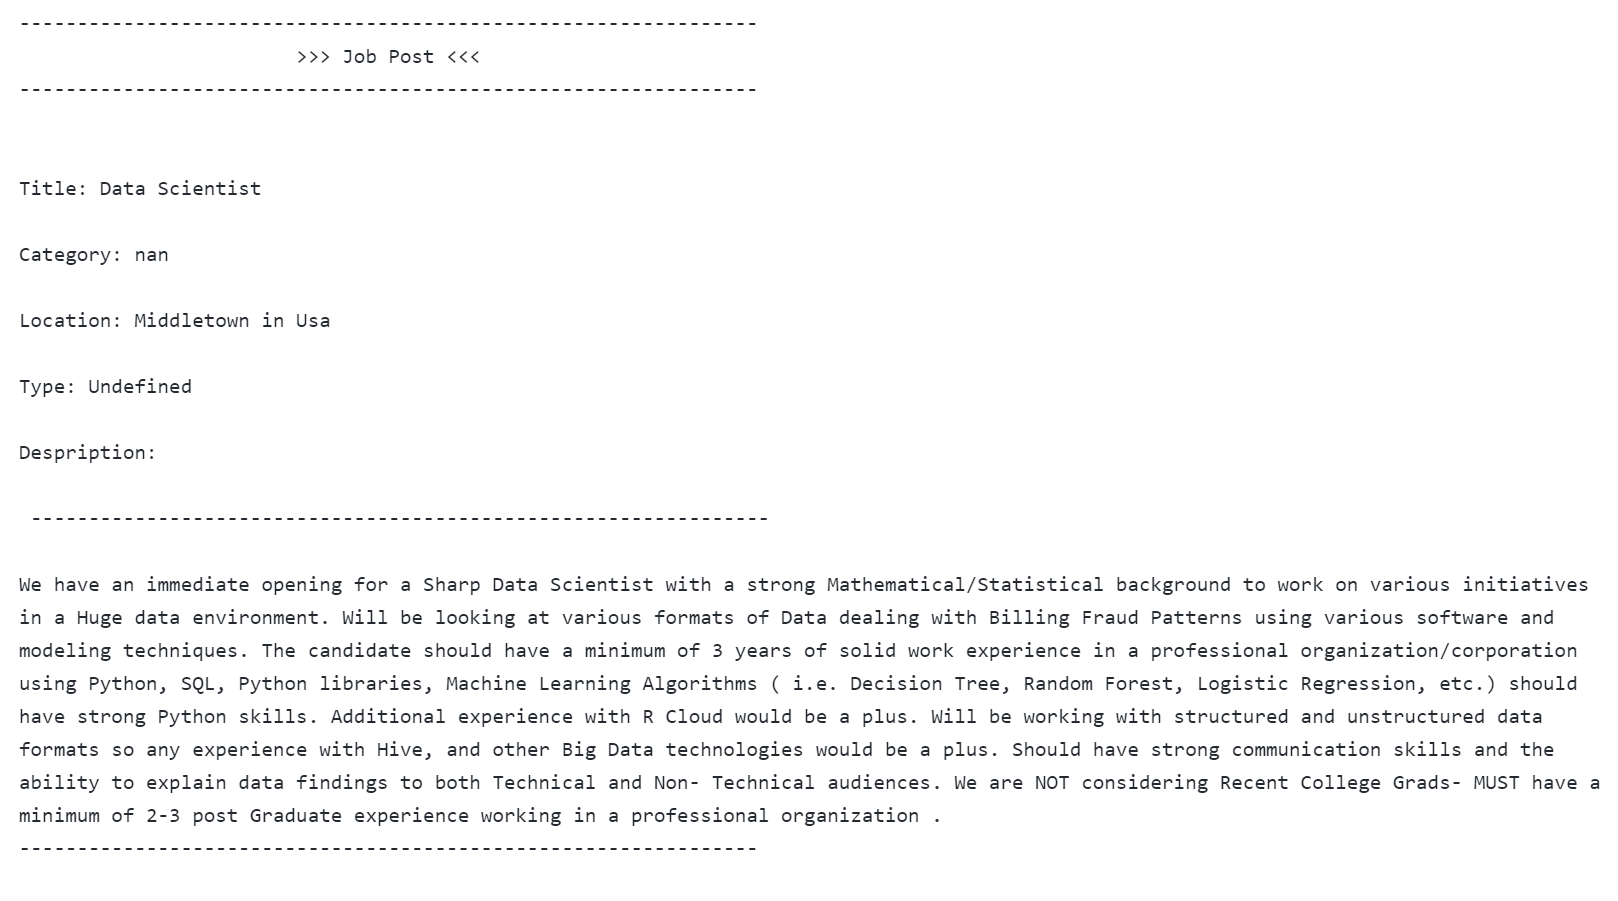 ----------------------------------------------------------------
>>> Job Post <<<
----------------------------------------------------------------
Title: Data Scientist
Category: nan
Location: Middletown in Usa
Type: Undefined
Despription:
----------------------------------------------------------------
We have an immediate opening for a Sharp Data Scientist with a strong Mathematical/Statistical background to work on various initiatives
in a Huge data environment. Will be looking at various formats of Data dealing with Billing Fraud Patterns using various software and
modeling techniques. The candidate should have a minimum of 3 years of solid work experience in a professional organization/corporation
using Python, SQL, Python libraries, Machine Learning Algorithms ( i.e. Decision Tree, Random Forest, Logistic Regression, etc.) should
have strong Python skills. Additional experience with R Cloud would be a plus. Will be working with structured and unstructured data
formats so any experience with Hive, and other Big Data technologies would be a plus. Should have strong communication skills and the
ability to explain data findings to both Technical and Non- Technical audiences. We are NOT considering Recent College Grads- MUST have a
minimum of 2-3 post Graduate experience working in a professional organization .
----------------------------------------------------------------